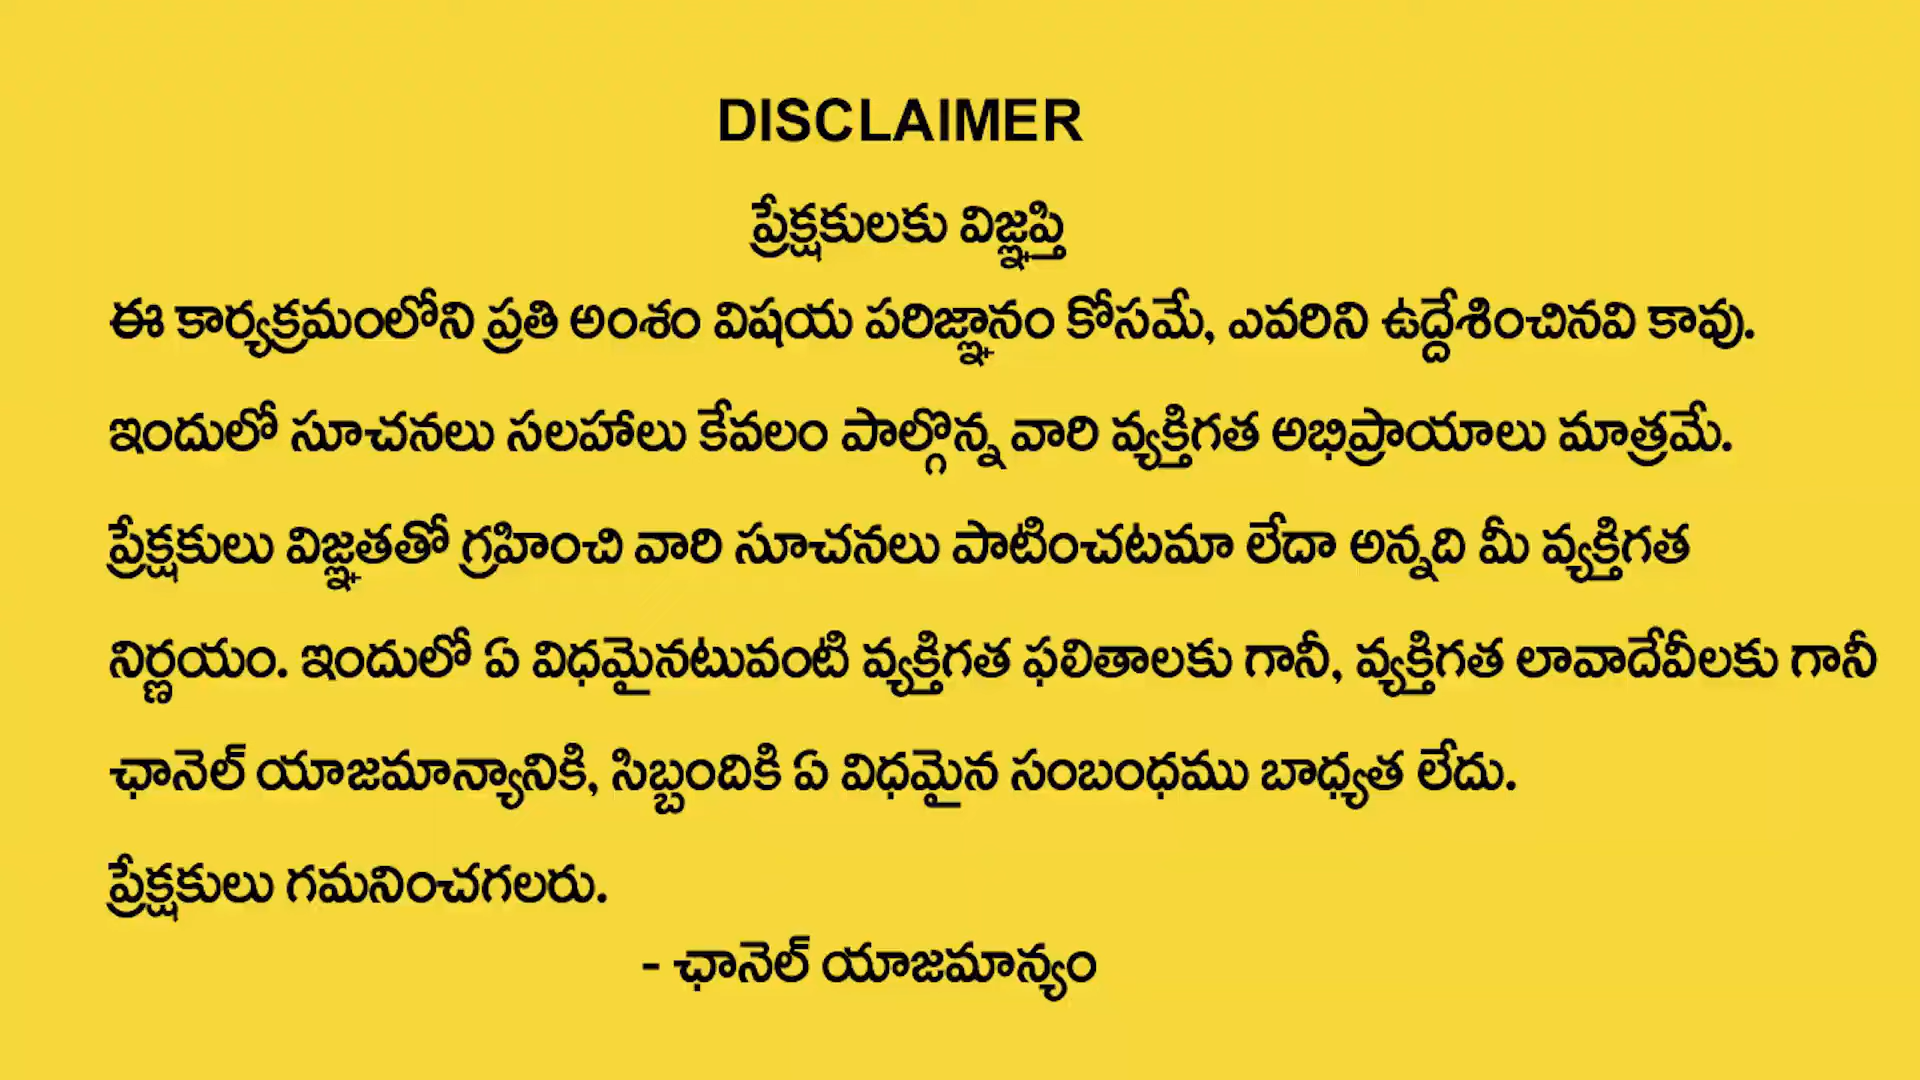 DISCLAIMER
ప్రేక్షకులకు విజ్ఞప్తి
ఈ కార్యక్రమంలోని ప్రతి అంశం విషయ పరిజ్ఞానం కోసమే, ఎవరిని ఉద్దేశించినవి కావు.
ఇందులో సూచనలు సలహాలు కేవలం పాల్గొన్న వారి వ్యక్తిగత అభిప్రాయాలు మాత్రమే.
ప్రేక్షకులు విజ్ఞతతో గ్రహించి వారి సూచనలు పాటించటమా లేదా అన్నది మీ వ్యక్తిగత
నిర్ణయం. ఇందులో ఏ విధమైనటువంటి వ్యక్తిగత ఫలితాలకు గానీ, వ్యక్తిగత లావాదేవీలకు గానీ
ఛానెల్ యాజమాన్యానికి, సిబ్బందికి ఏ విధమైన సంబంధము బాధ్యత లేదు.
ప్రేక్షకులు గమనించగలరు.
- ఛానెల్ యాజమాన్యం